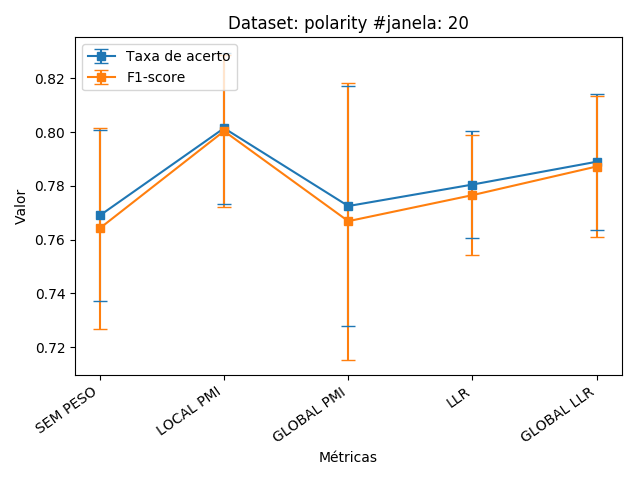 Dataset: polarity #janela: 20
Taxa de acerto
F1-score
Valor
0.82
0.80
0.78
0.76
0.74
0.72
SEM PESO
LOCAL PMI
GLOBAL PMI
LLR
GLOBAL LLR
Métricas